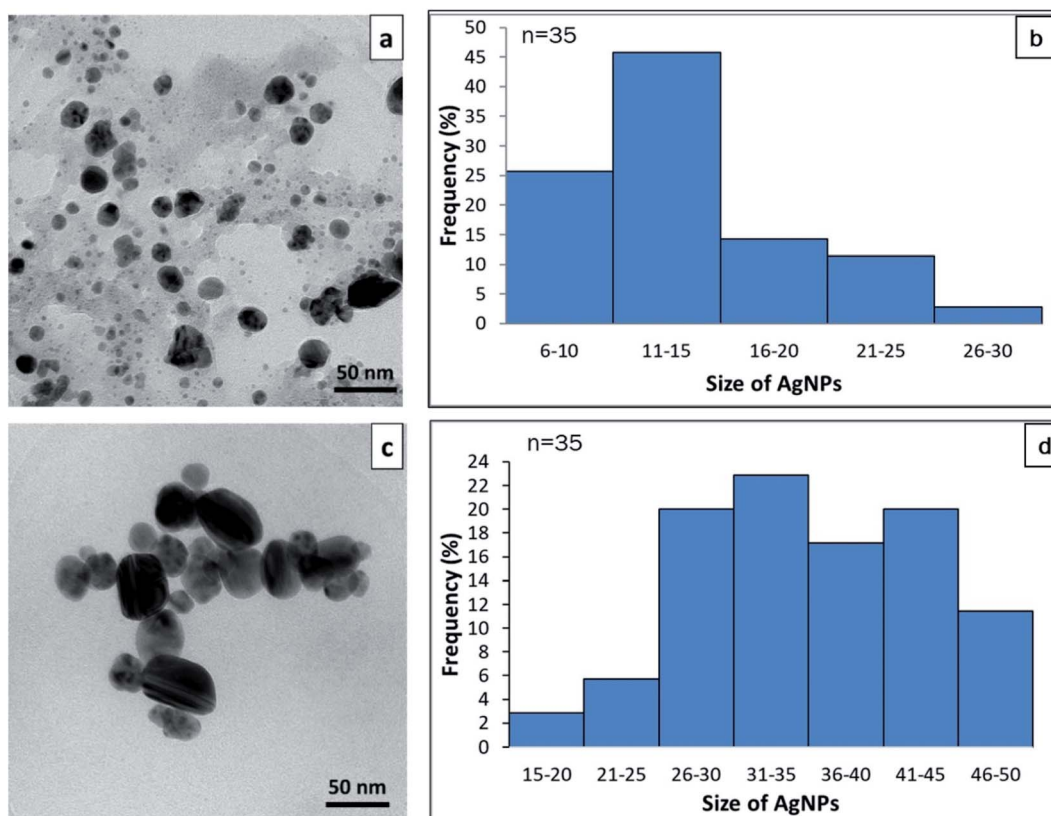 a
50 nm
n=35
b
50
45
40
35
30
25
20
15
10
5
0
Frequency (%)
6-10 11-15 16-20 21-25 26-30
Size of AgNPs
c
50 nm
n=35
d
24
22
20
18
16
14
12
10
8
6
4
2
0
Frequency (%)
15-20 21-25 26-30 31-35 36-40 41-45 46-50
Size of AgNPs